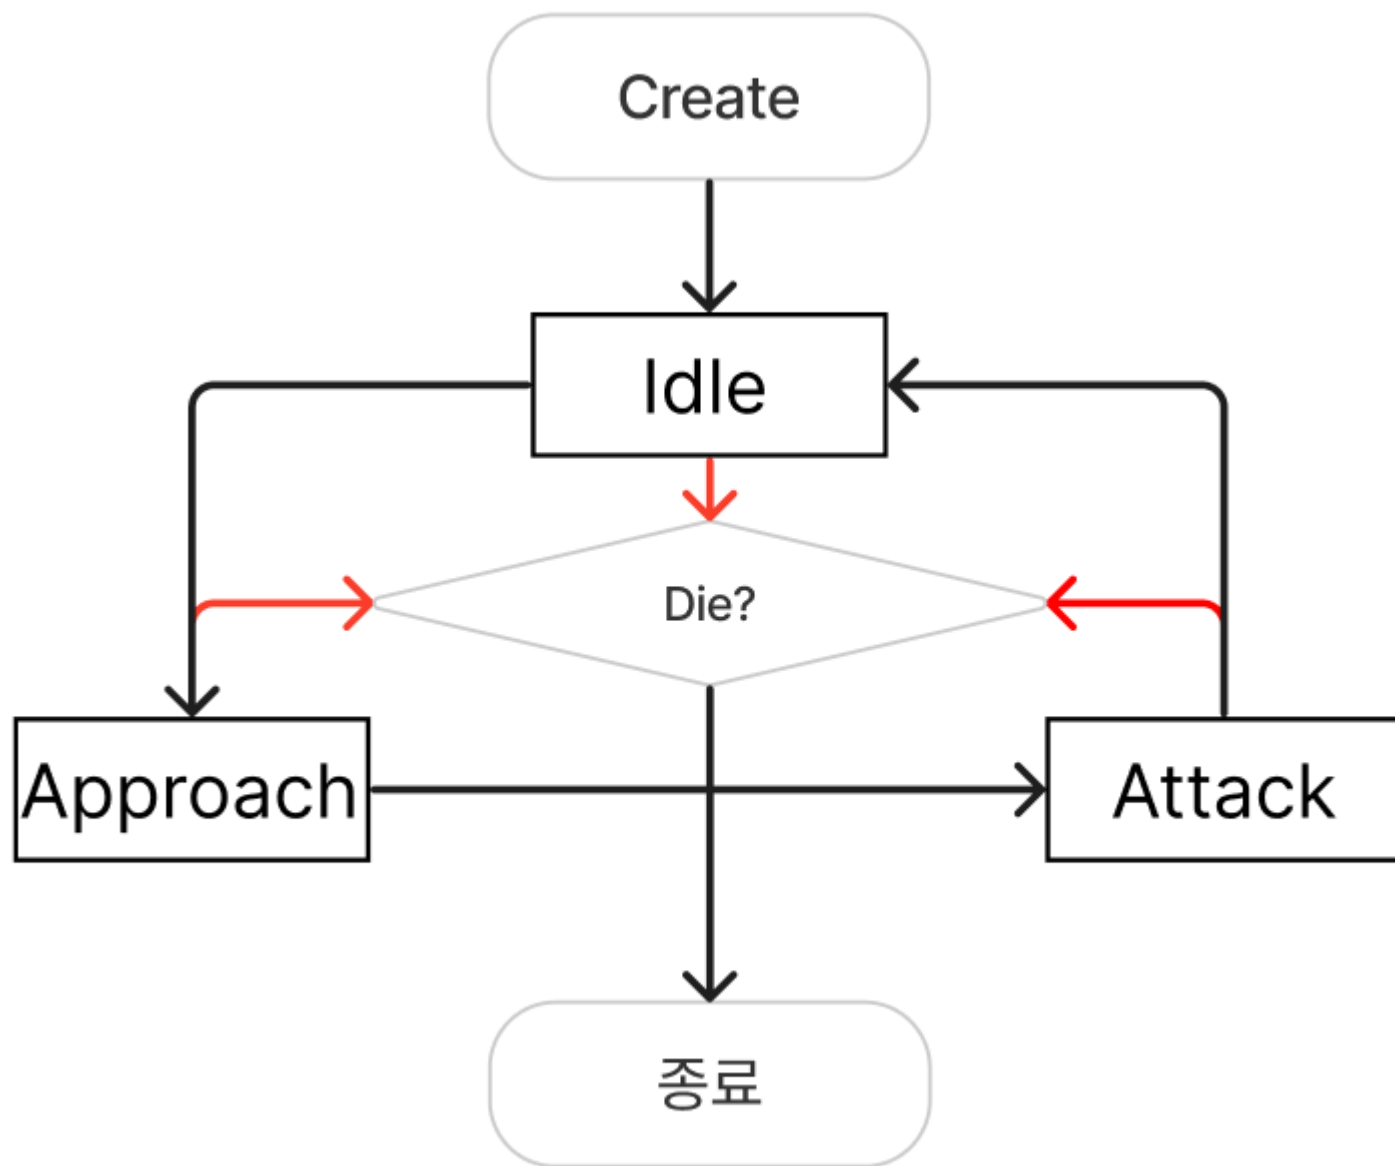 Create
Idle
Die?
Approach
Attack
종료